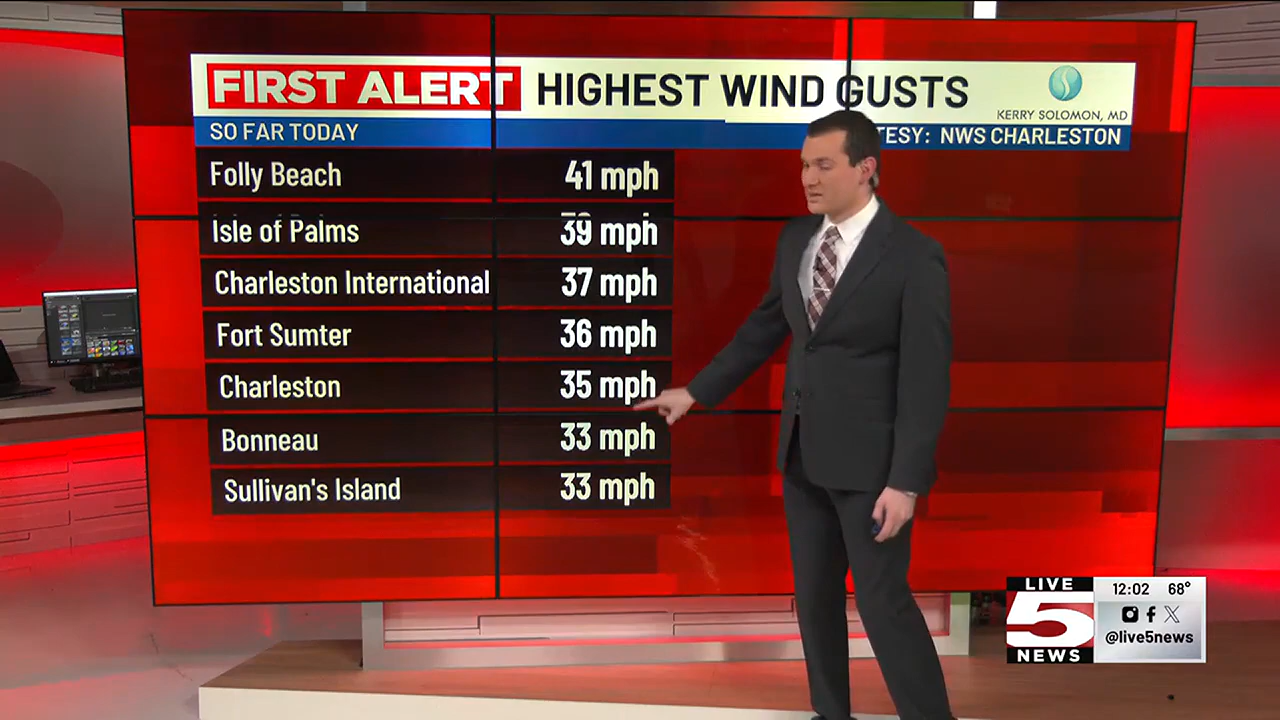 FIRST ALERT HIGHEST WIND GUSTS
KERRY SOLOMON, MD
SO FAR TODAY
TESY: NWS CHARLESTON
Folly Beach 41 mph
Isle of Palms 39 mph
Charleston International 37 mph
Fort Sumter 36 mph
Charleston 35 mph
Bonneau 33 mph
Sullivan's Island 33 mph
LIVE
5
NEWS
12:02 68°
@live5news